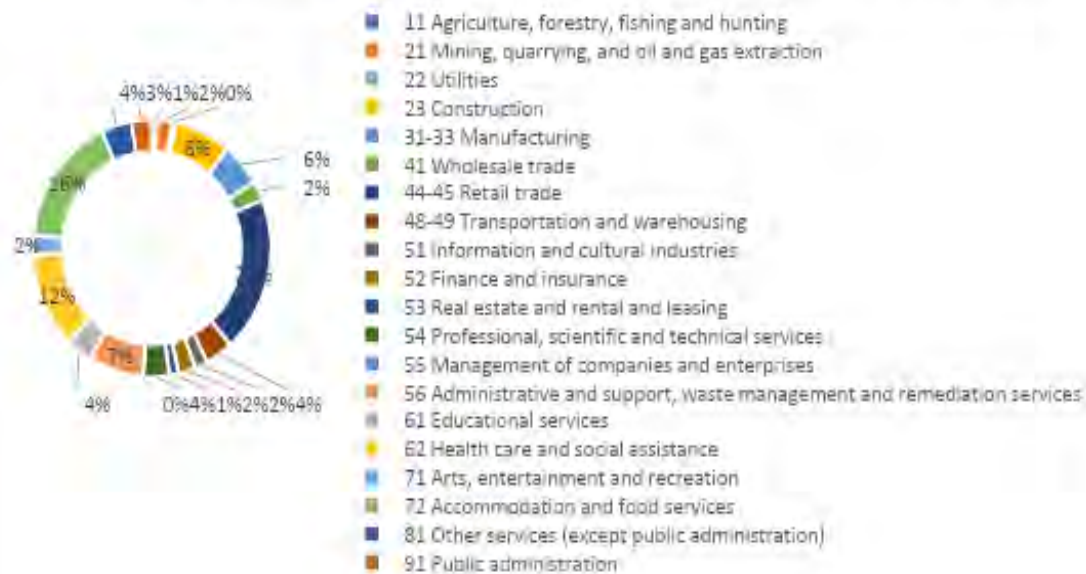 11 Agriculture, forestry, fishing and hunting
21 Mining, quarrying, and oil and gas extraction
22 Utilities
23 Construction
31-33 Manufacturing
41 Wholesale trade
44-45 Retail trade
48-49 Transportation and warehousing
51 Information and cultural industries
52 Finance and insurance
53 Real estate and rental and leasing
54 Professional, scientific and technical services
55 Management of companies and enterprises
56 Administrative and support, waste management and remediation services
61 Educational services
62 Health care and social assistance
71 Arts, entertainment and recreation
72 Accommodation and food services
81 Other services (except public administration)
91 Public administration
4%3%1%2%0%
6%
2%
2%
12%
7%
4%
0%4%1%2%2%4%